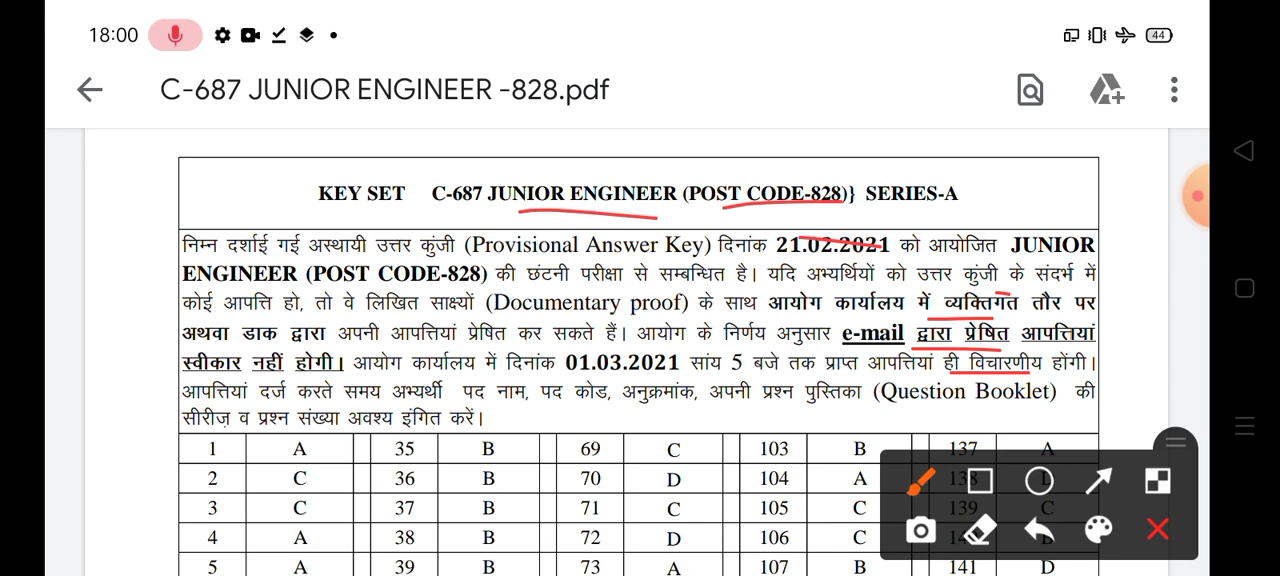 18:00
44
C-687 JUNIOR ENGINEER -828.pdf
KEY SET C-687 JUNIOR ENGINEER (POST CODE-828)} SERIES-A
निम्न दर्शाई गई अस्थायी उत्तर कुंजी (Provisional Answer Key) दिनांक 21.02.2021 को आयोजित JUNIOR
ENGINEER (POST CODE-828) की छंटनी परीक्षा से सम्बन्धित है। यदि अभ्यर्थियों को उत्तर कुंजी के संदर्भ में
कोई आपत्ति हो, तो वे लिखित साक्ष्यों (Documentary proof) के साथ आयोग कार्यालय में व्यक्तिगत तौर पर
अथवा डाक द्वारा अपनी आपत्तियां प्रेषित कर सकते हैं। आयोग के निर्णय अनुसार e-mail द्वारा प्रेषित आपत्तियां
स्वीकार नहीं होगी। आयोग कार्यालय में दिनांक 01.03.2021 सांय 5 बजे तक प्राप्त आपत्तियां ही विचारणीय होंगी।
आपत्तियां दर्ज करते समय अभ्यर्थी पद नाम, पद कोड, अनुक्रमांक, अपनी प्रश्न पुस्तिका (Question Booklet) की
सीरीज़ व प्रश्न संख्या अवश्य इंगित करें।
1 A 35 B 69 C 103 B 137 A
2 C 36 B 70 D 104 A 138
3 C 37 B 71 C 105 C 139 C
4 A 38 B 72 D 106 C
5 A 39 B 73 A 107 B 141 D